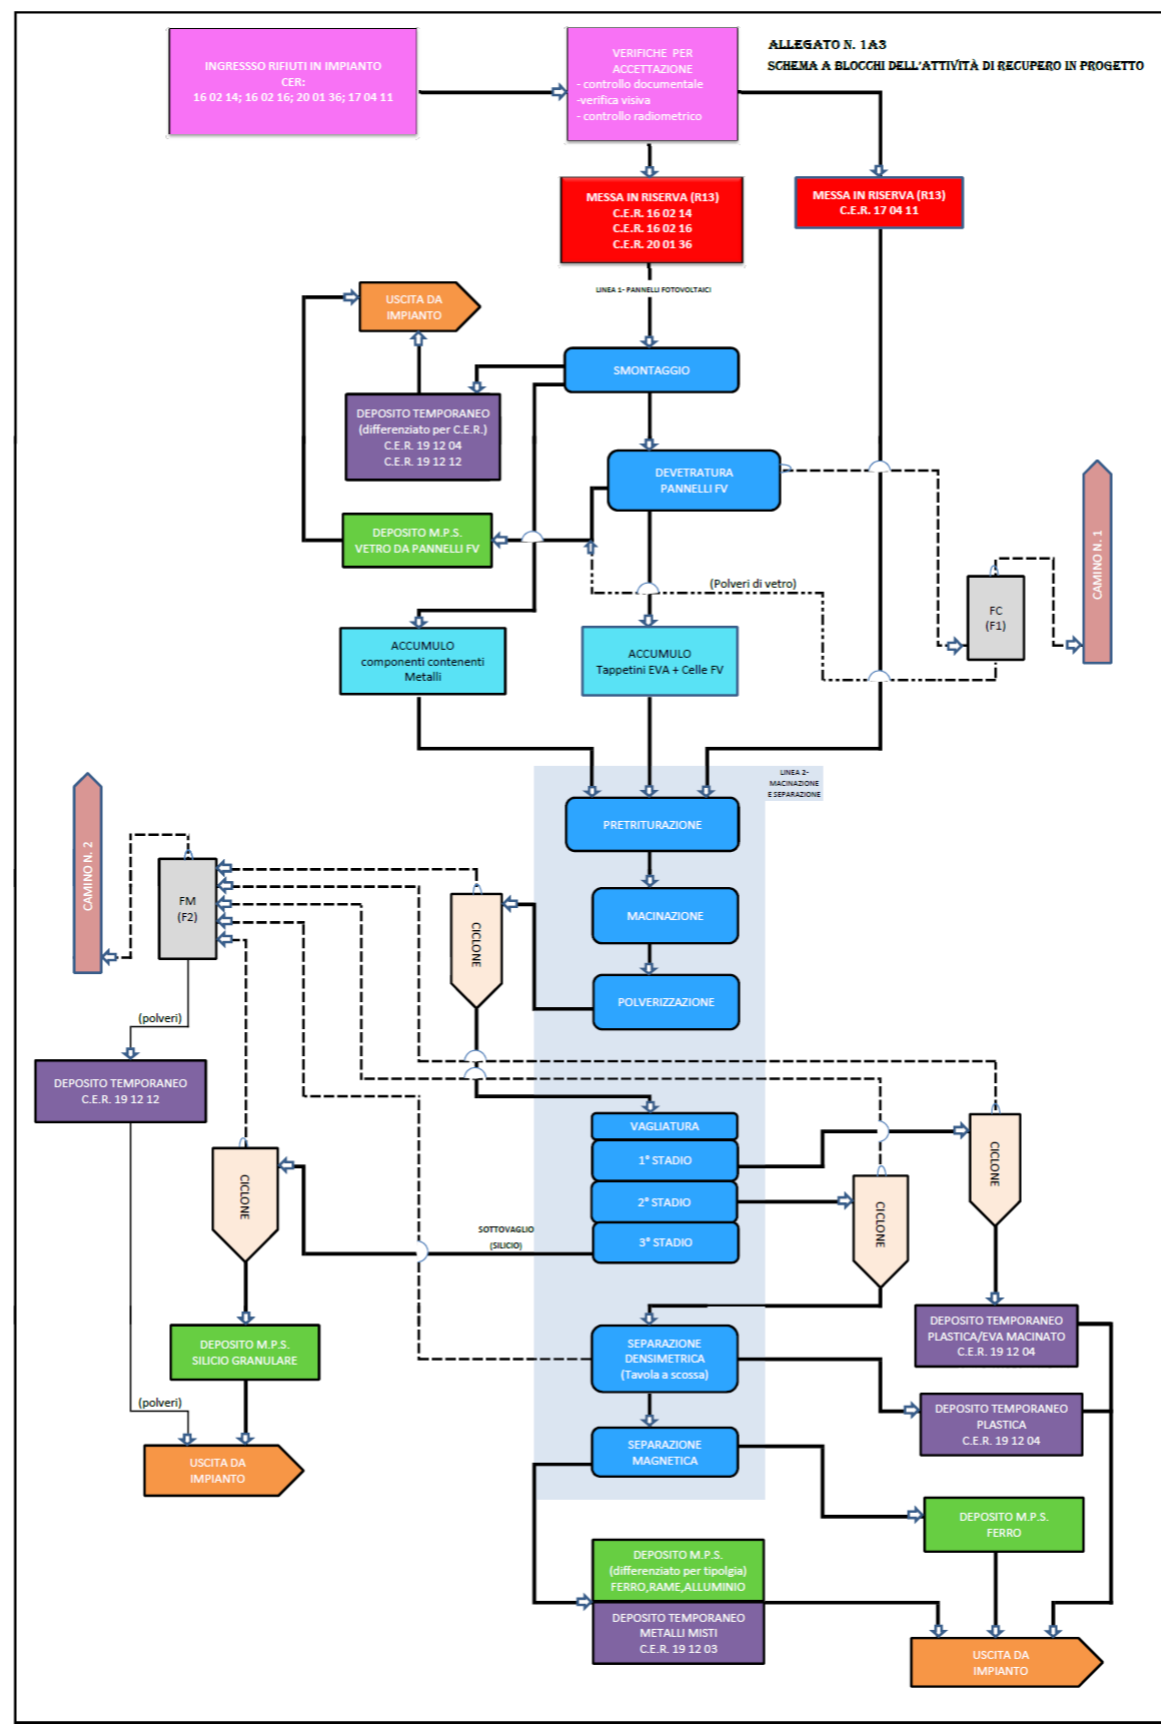 ALLEGATO N. 1A3
SCHEMA A BLOCCHI DELL'ATTIVITÀ DI RECUPERO IN PROGETTO
INGRESSSO RIFIUTI IN IMPIANTO
CER:
16 02 14; 16 02 16; 20 01 36; 17 04 11
VERIFICHE PER
ACCETTAZIONE
- controllo documentale
-verifica visiva
- controllo radiometrico
MESSA IN RISERVA (R13)
C.E.R. 16 02 14
C.E.R. 16 02 16
C.E.R. 20 01 36
MESSA IN RISERVA (R13)
C.E.R. 17 04 11
LINEA 1- PANNELLI FOTOVOLTAICI
USCITA DA
IMPIANTO
SMONTAGGIO
DEPOSITO TEMPORANEO
(differenziato per C.E.R.)
C.E.R. 19 12 04
C.E.R. 19 12 12
DEVETRATURA
PANNELLI FV
DEPOSITO M.P.S.
VETRO DA PANNELLI FV
(Polveri di vetro)
FC
(F1)
CAMINO N. 1
ACCUMULO
componenti contenenti
Metalli
ACCUMULO
Tappetini EVA + Celle FV
LINEA 2-
MACINAZIONE
E SEPARAZIONE
PRETRITURAZIONE
CAMINO N. 2
FM
(F2)
CICLONE
MACINAZIONE
POLVERIZZAZIONE
(polveri)
DEPOSITO TEMPORANEO
C.E.R. 19 12 12
VAGLIATURA
1° STADIO
2° STADIO
3° STADIO
CICLONE
CICLONE
CICLONE
SOTTOVAGLIO
(SILICIO)
DEPOSITO M.P.S.
SILICIO GRANULARE
SEPARAZIONE
DENSIMETRICA
(Tavola a scossa)
DEPOSITO TEMPORANEO
PLASTICA/EVA MACINATO
C.E.R. 19 12 04
(polveri)
DEPOSITO TEMPORANEO
PLASTICA
C.E.R. 19 12 04
USCITA DA
IMPIANTO
SEPARAZIONE
MAGNETICA
DEPOSITO M.P.S.
FERRO
DEPOSITO M.P.S.
(differenziato per tipolgia)
FERRO,RAME,ALLUMINIO
DEPOSITO TEMPORANEO
METALLI MISTI
C.E.R. 19 12 03
USCITA DA
IMPIANTO